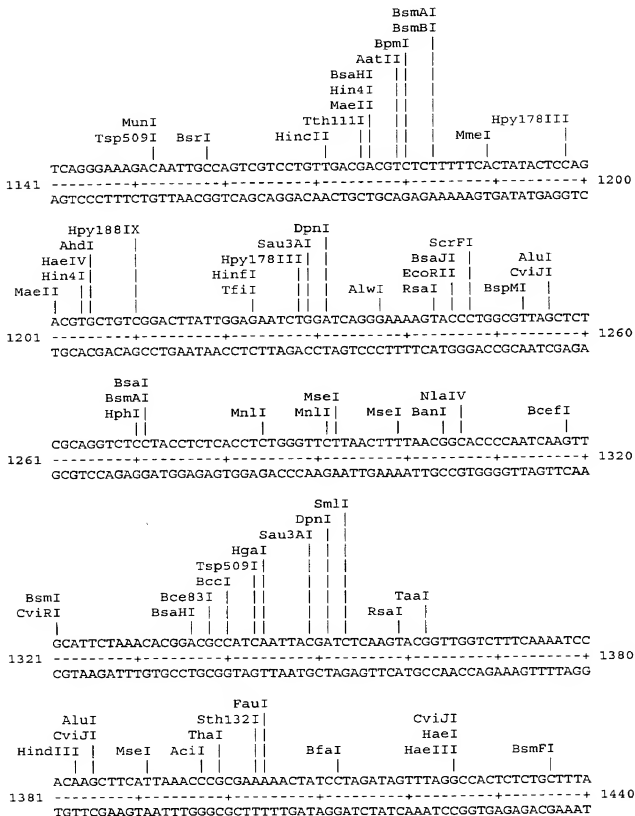 BsmAI
BsmBI
BpmI
AatII
BsaHI
Hin4I
MaeII
MunI Tth111I Hpy178III
Tsp509I BsrI HincII MmeI
TCAGGGAAAGACAATTGCCAGTCGTCCTGTTGACGACGTCTCTTTTTCACTATACTCCAG
1141 ---------+---------+---------+---------+---------+---------+ 1200
AGTCCCTTTCTGTTAACGGTCAGCAGGACAACTGCTGCAGAGAAAAAGTGATATGAGGTC
Hpy188IX DpnI
AhdI Sau3AI ScrFI
HaeIV Hpy178III BsaJI AluI
Hin4I HinfI EcoRII CviJI
MaeII TfiI AlwI RsaI BspMI
ACGTGCTGTCGGACTTATTGGAGAATCTGGATCAGGGAAAAGTACCCTGGCGTTAGCTCT
1201 ---------+---------+---------+---------+---------+---------+ 1260
TGCACGACAGCCTGAATAACCTCTTAGACCTAGTCCCTTTTCATGGGACCGCAATCGAGA
BsaI
BsmAI MseI NlaIV
HphI MnlI MnlI MseI BanI BcefI
CGCAGGTCTCCTACCTCTCACCTCTGGGTTCTTAACTTTTAACGGCACCCCAATCAAGTT
1261 ---------+---------+---------+---------+---------+---------+ 1320
GCGTCCAGAGGATGGAGAGTGGAGACCCAAGAATTGAAAATTGCCGTGGGGTTAGTTCAA
SmlI
DpnI
Sau3AI
HgaI
Tsp509I
BccI
BsmI Bce83I TaaI
CviRI BsaHI RsaI
GCATTCTAAACACGGACGCCATCAATTACGATCTCAAGTACGGTTGGTCTTTCAAAATCC
1321 ---------+---------+---------+---------+---------+---------+ 1380
CGTAAGATTTGTGCCTGCGGTAGTTAATGCTAGAGTTCATGCCAACCAGAAAGTTTTAGG
FauI
AluI Sth132I CviJI
CviJI ThaI HaeI
HindIII MseI AciI BfaI HaeIII BsmFI
ACAAGCTTCATTAAACCCGCGAAAAACTATCCTAGATAGTTTAGGCCACTCTCTGCTTTA
1381 ---------+---------+---------+---------+---------+---------+ 1440
TGTTCGAAGTAATTTGGGCGCTTTTTGATAGGATCTATCAAATCCGGTGAGAGACGAAAT